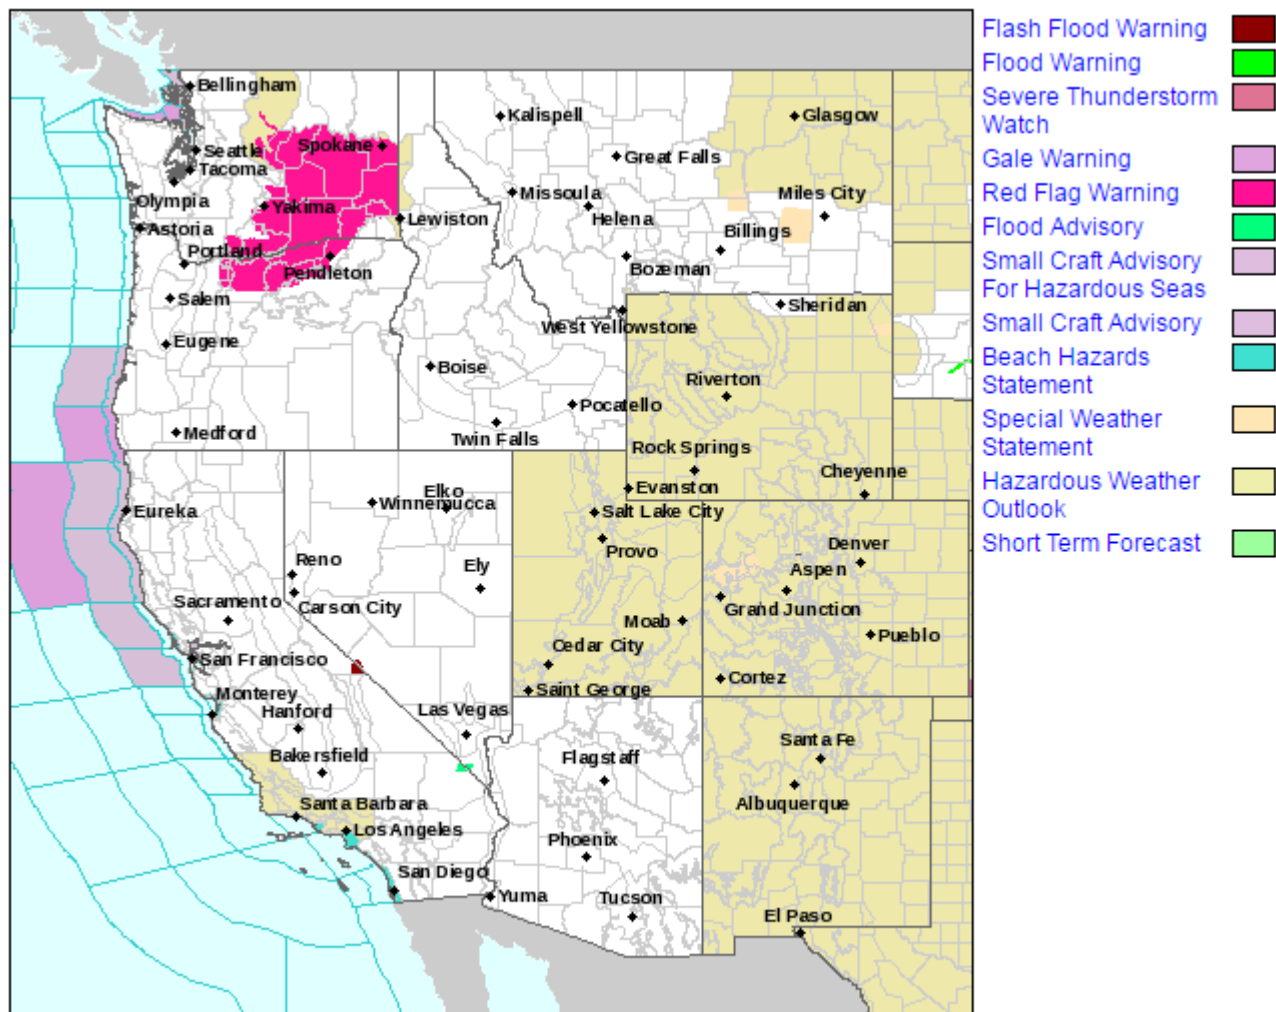 Flash Flood Warning
Flood Warning
Severe Thunderstorm
Watch
Gale Warning
Red Flag Warning
Flood Advisory
Small Craft Advisory
For Hazardous Seas
Small Craft Advisory
Beach Hazards
Statement
Special Weather
Statement
Hazardous Weather
Outlook
Short Term Forecast
Bellingham
Kalispell
Glasgow
Seattle
Spokane
Great Falls
Tacoma
Olympia
Yakima
Lewiston
Missoula
Helena
Miles City
Astoria
Billings
Portland
Pendleton
Bozeman
Salem
West Yellowstone
Sheridan
Eugene
Boise
Riverton
Pocatello
Medford
Twin Falls
Rock Springs
Cheyenne
Elko
Winnemucca
Evanston
Eureka
Salt Lake City
Provo
Denver
Reno
Ely
Aspen
Sacramento
Carson City
Grand Junction
Moab
Pueblo
San Francisco
Cedar City
Cortez
Monterey
Saint George
Hanford
Las Vegas
Bakersfield
Flagstaff
Santa Fe
Santa Barbara
Albuquerque
Los Angeles
Phoenix
San Diego
Yuma
Tucson
El Paso